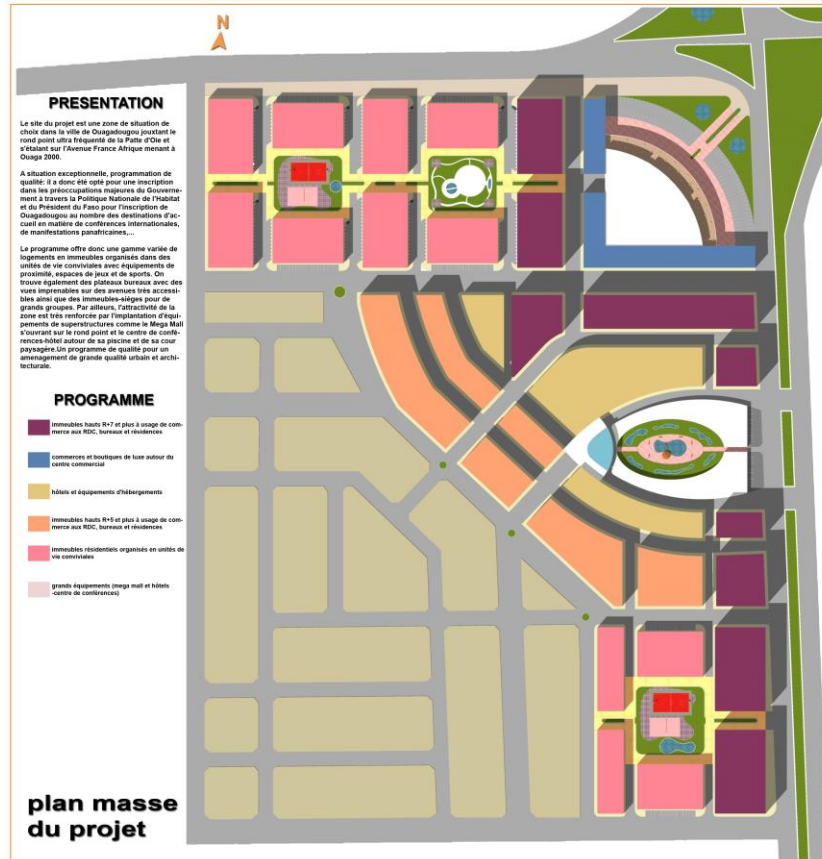 N
PRESENTATION
Le site du projet est une zone de situation de
choix dans la ville de Ouagadougou jouxtant le
rond point ultra fréquenté de la Patte d'Oie et
s'étalant sur l'Avenue France Afrique menant à
Ouaga 2000.
A situation exceptionnelle, programmation de
qualité: il a donc été opté pour une inscription
dans les préoccupations majeures du Gouverne-
ment à travers la Politique Nationale de l'Habitat
et du Président du Faso pour l'inscription de
Ouagadougou au nombre des destinations d'ac-
cueil en matière de conférences internationales,
de manifestations panafricaines,...
Le programme offre donc une gamme variée de
logements en immeubles organisés dans des
unités de vie conviviales avec équipements de
proximité, espaces de jeux et de sports. On
trouve également des plateaux bureaux avec des
vues imprenables sur des avenues très accessi-
bles ainsi que des immeubles-sièges pour de
grands groupes. Par ailleurs, l'attractivité de la
zone est très renforcée par l'implantation d'équi-
pements de superstructures comme le Mega Mall
s'ouvrant sur le rond point et le centre de confé-
rences-hôtel autour de sa piscine et de sa cour
paysagère.Un programme de qualité pour un
amenagement de grande qualité urbain et archi-
tecturale.
PROGRAMME
immeubles hauts R+7 et plus à usage de com-
merce aux RDC, bureaux et résidences
commerces et boutiques de luxe autour du
centre commercial
hôtels et équipements d'hébergements
immeubles hauts R+5 et plus à usage de com-
merce aux RDC, bureaux et résidences
immeubles résidentiels organisés en unités de
vie conviviales
grands équipements (mega mall et hôtels
-centre de conférences)
plan masse
du projet